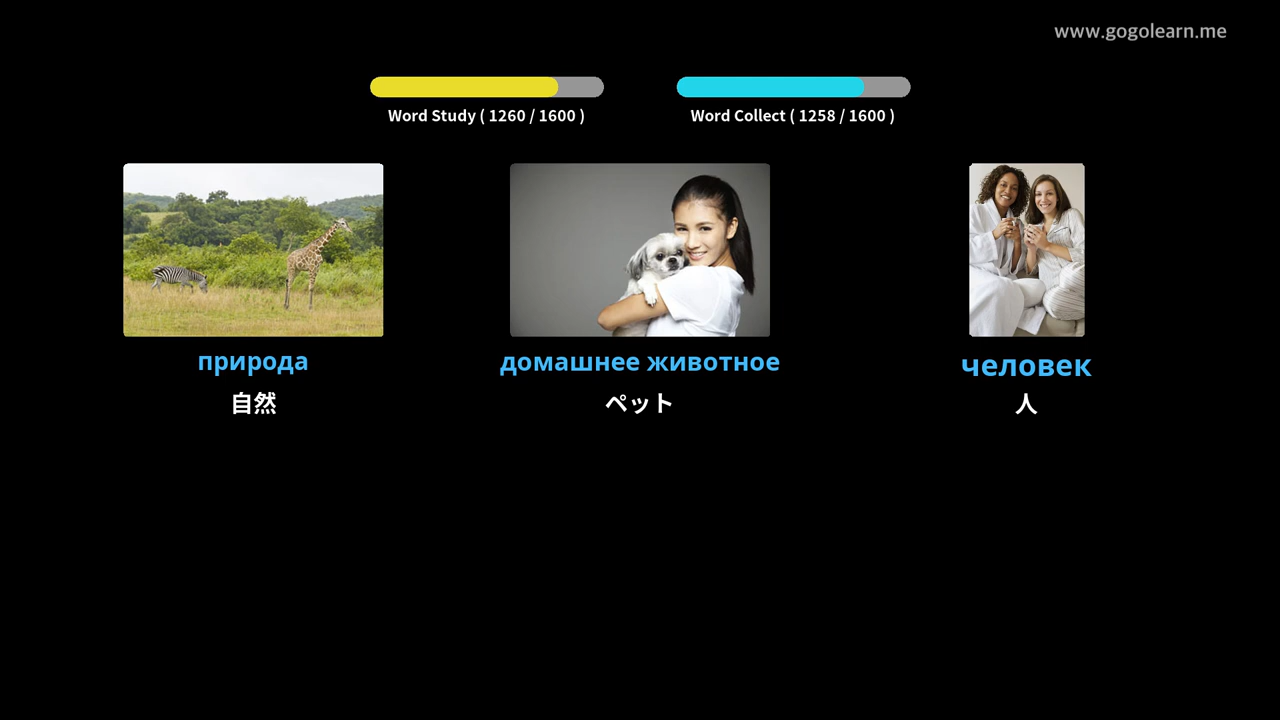 www.gogolearn.me
Word Study ( 1260 / 1600 )
Word Collect ( 1258 / 1600 )
природа
домашнее животное
человек
自然
ペット
人